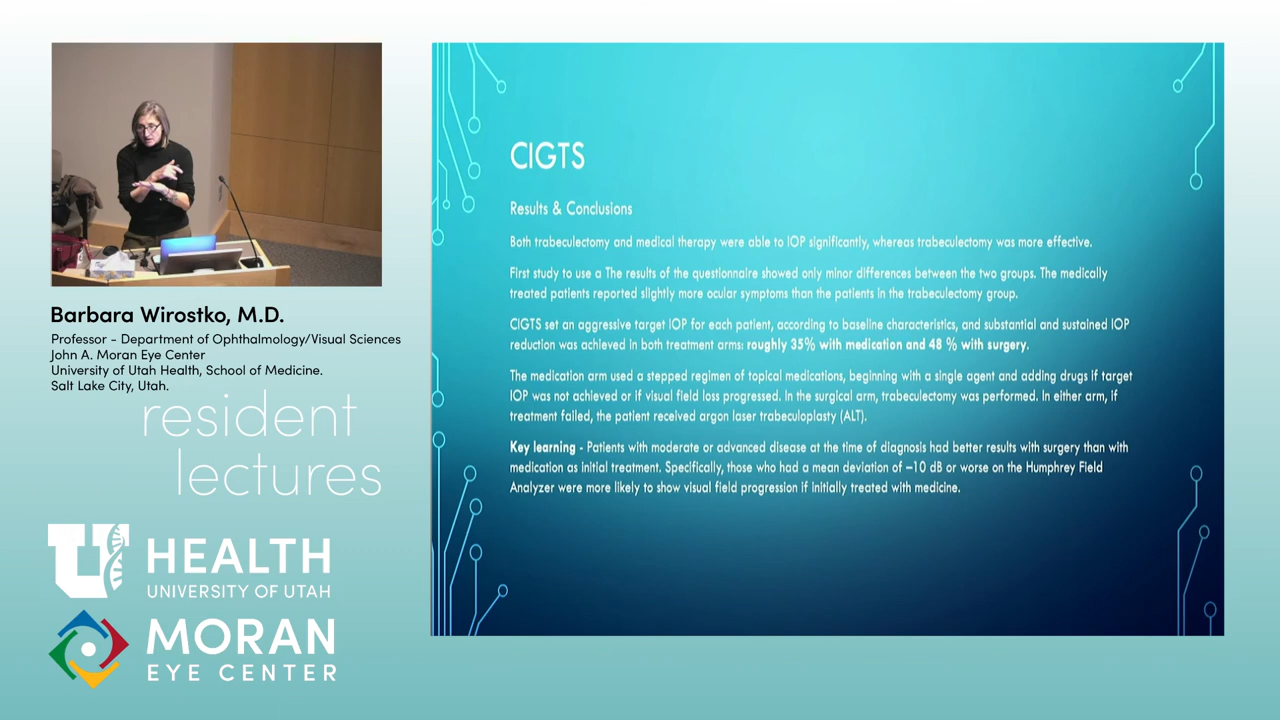 Barbara Wirostko, M.D.
Professor - Department of Ophthalmology/Visual Sciences
John A. Moran Eye Center
University of Utah Health, School of Medicine.
Salt Lake City, Utah.
resident
lectures
U HEALTH
UNIVERSITY OF UTAH
MORAN
EYE CENTER
CIGTS
Results & Conclusions
Both trabeculectomy and medical therapy were able to IOP significantly, whereas trabeculectomy was more effective.
First study to use a The results of the questionnaire showed only minor differences between the two groups. The medically
treated patients reported slightly more ocular symptoms than the patients in the trabeculectomy group.
CIGTS set an aggressive target IOP for each patient, according to baseline characteristics, and substantial and sustained IOP
reduction was achieved in both treatment arms: roughly 35% with medication and 48 % with surgery.
The medication arm used a stepped regimen of topical medications, beginning with a single agent and adding drugs if target
IOP was not achieved or if visual field loss progressed. In the surgical arm, trabeculectomy was performed. In either arm, if
treatment failed, the patient received argon laser trabeculoplasty (ALT).
Key learning - Patients with moderate or advanced disease at the time of diagnosis had better results with surgery than with
medication as initial treatment. Specifically, those who had a mean deviation of –10 dB or worse on the Humphrey Field
Analyzer were more likely to show visual field progression if initially treated with medicine.